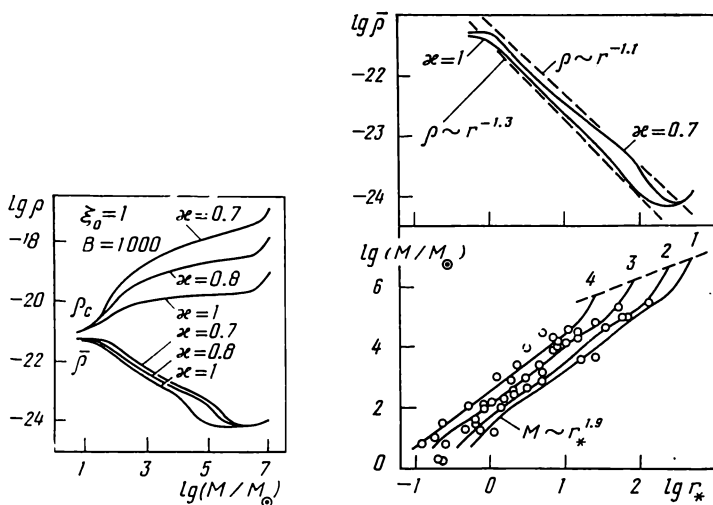 lg ρ
ξ₀=1
B=1000
ϰ=0.7
-18
ϰ=0.8
-20
ρ_c
ϰ=1
ϰ=0.7
-22
ρ̄
ϰ=0.8
ϰ=1
-24
1 3 5 7
lg(M/M_⊙)
lg ρ̄
ϰ=1
ρ~r^-1.1
-22
ρ~r^-1.3
-23
ϰ=0.7
-24
lg(M/M_⊙)
4 3 2 1
6
4
2
M~r_*^1.9
0
-1 0 1 2 lg r_*